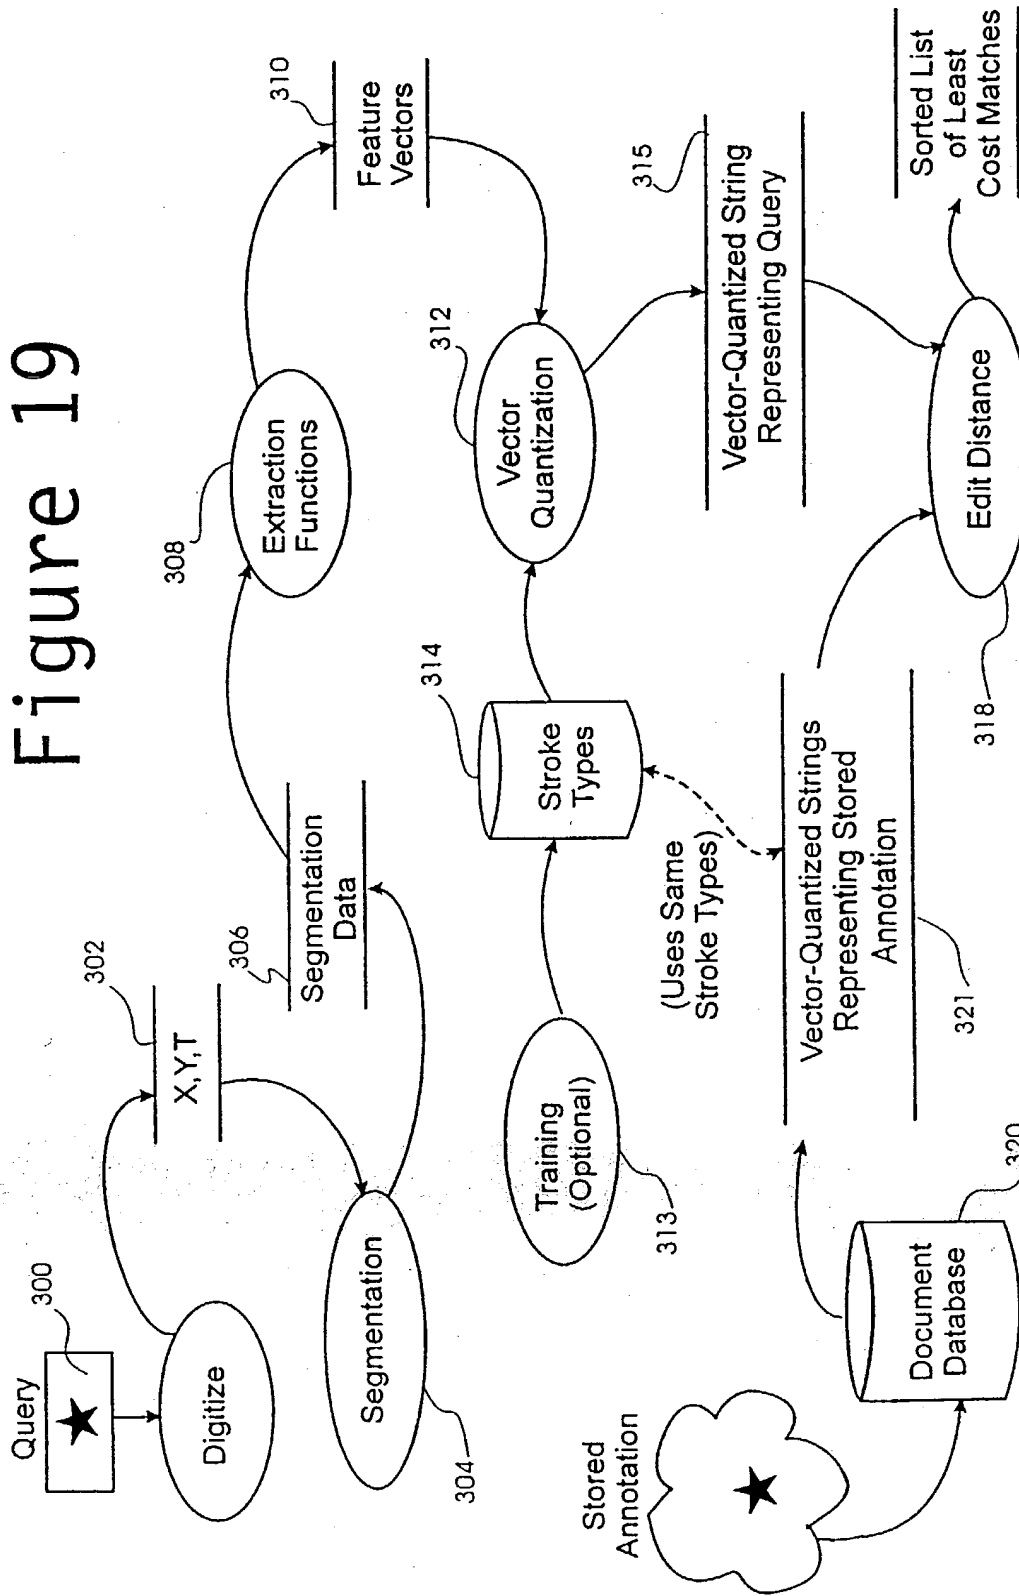 Figure 19
Query
300
Digitize
302
X,Y,T
Segmentation
304
306
Segmentation
Data
308
Extraction
Functions
310
Feature
Vectors
312
Vector
Quantization
Training
(Optional)
313
314
Stroke
Types
(Uses Same
Stroke Types)
315
Vector-Quantized String
Representing Query
Stored
Annotation
Document
Database
320
Vector-Quantized Strings
Representing Stored
Annotation
321
Edit Distance
318
Sorted List
of Least
Cost Matches